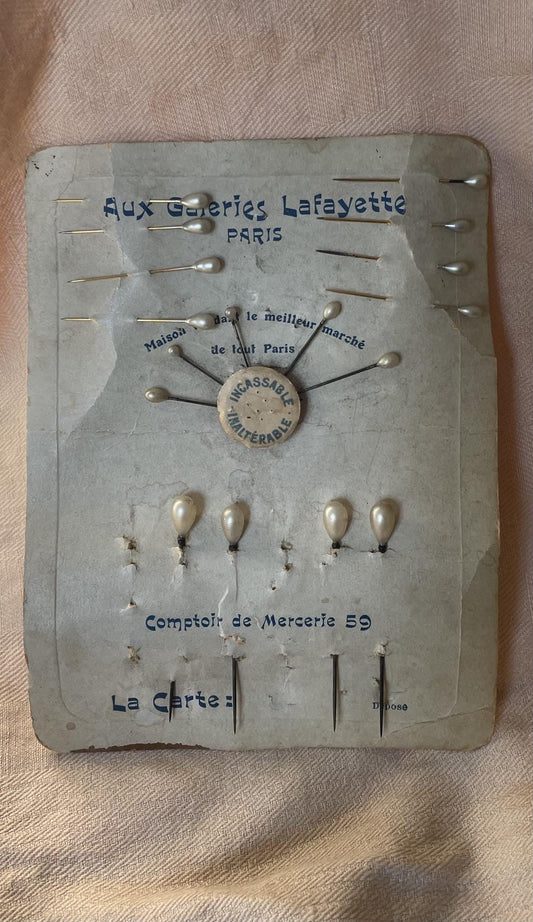 Aux Galeries Lafayette
PARIS
Maison dant le meilleur marché
de tout Paris
INCASSABLE
INALTÉRABLE
Comptoir de Mercerie 59
La Carte:
Déposé